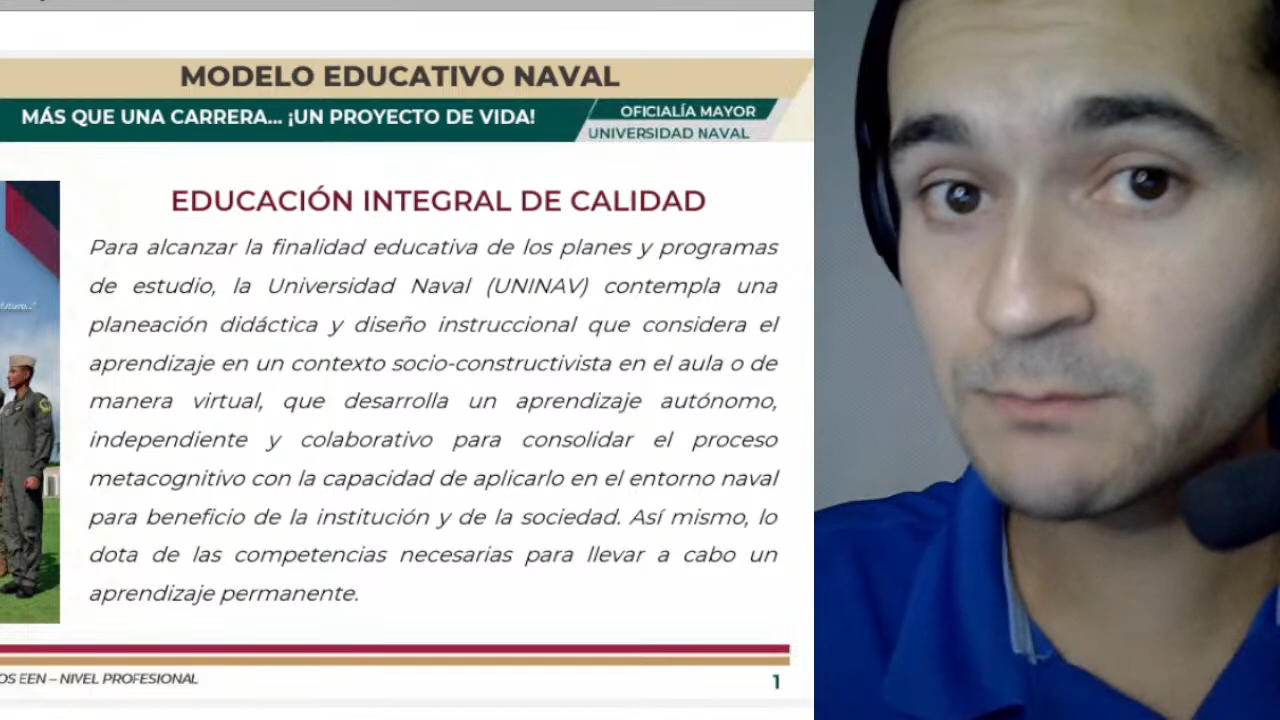 MODELO EDUCATIVO NAVAL
MÁS QUE UNA CARRERA... ¡UN PROYECTO DE VIDA!
OFICIALÍA MAYOR
UNIVERSIDAD NAVAL
EDUCACIÓN INTEGRAL DE CALIDAD
Para alcanzar la finalidad educativa de los planes y programas
de estudio, la Universidad Naval (UNINAV) contempla una
planeación didáctica y diseño instruccional que considera el
aprendizaje en un contexto socio-constructivista en el aula o de
manera virtual, que desarrolla un aprendizaje autónomo,
independiente y colaborativo para consolidar el proceso
metacognitivo con la capacidad de aplicarlo en el entorno naval
para beneficio de la institución y de la sociedad. Así mismo, lo
dota de las competencias necesarias para llevar a cabo un
aprendizaje permanente.
EEN – NIVEL PROFESIONAL
1